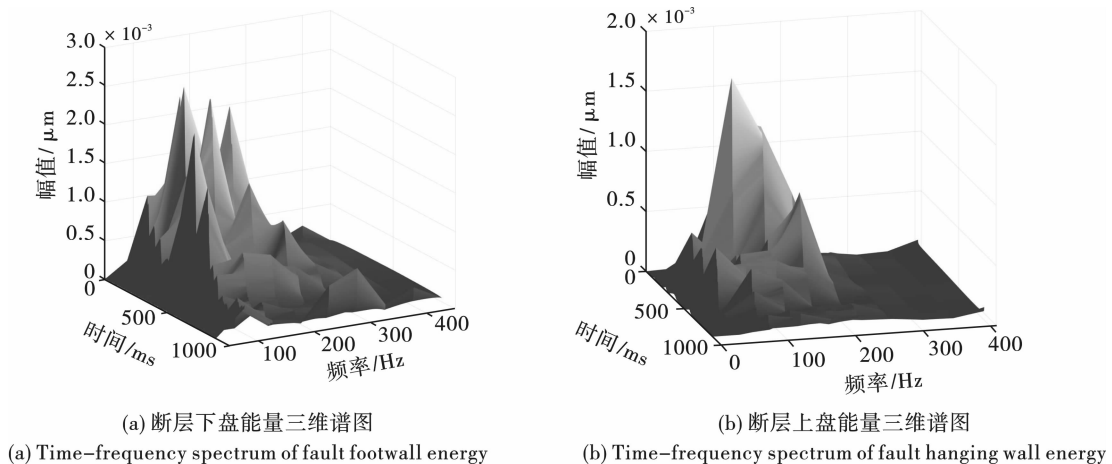 3.0 × 10⁻³
2.5
2.0
1.5
1.0
0.5
0
幅值/ μm
0
500
1000
时间/ms
100
200
300
400
频率/Hz
(a) 断层下盘能量三维谱图
(a) Time-frequency spectrum of fault footwall energy
2.0 × 10⁻³
1.5
1.0
0.5
0
幅值/ μm
0
500
1000
时间/ms
0
100
200
300
400
频率/Hz
(b) 断层上盘能量三维谱图
(b) Time-frequency spectrum of fault hanging wall energy